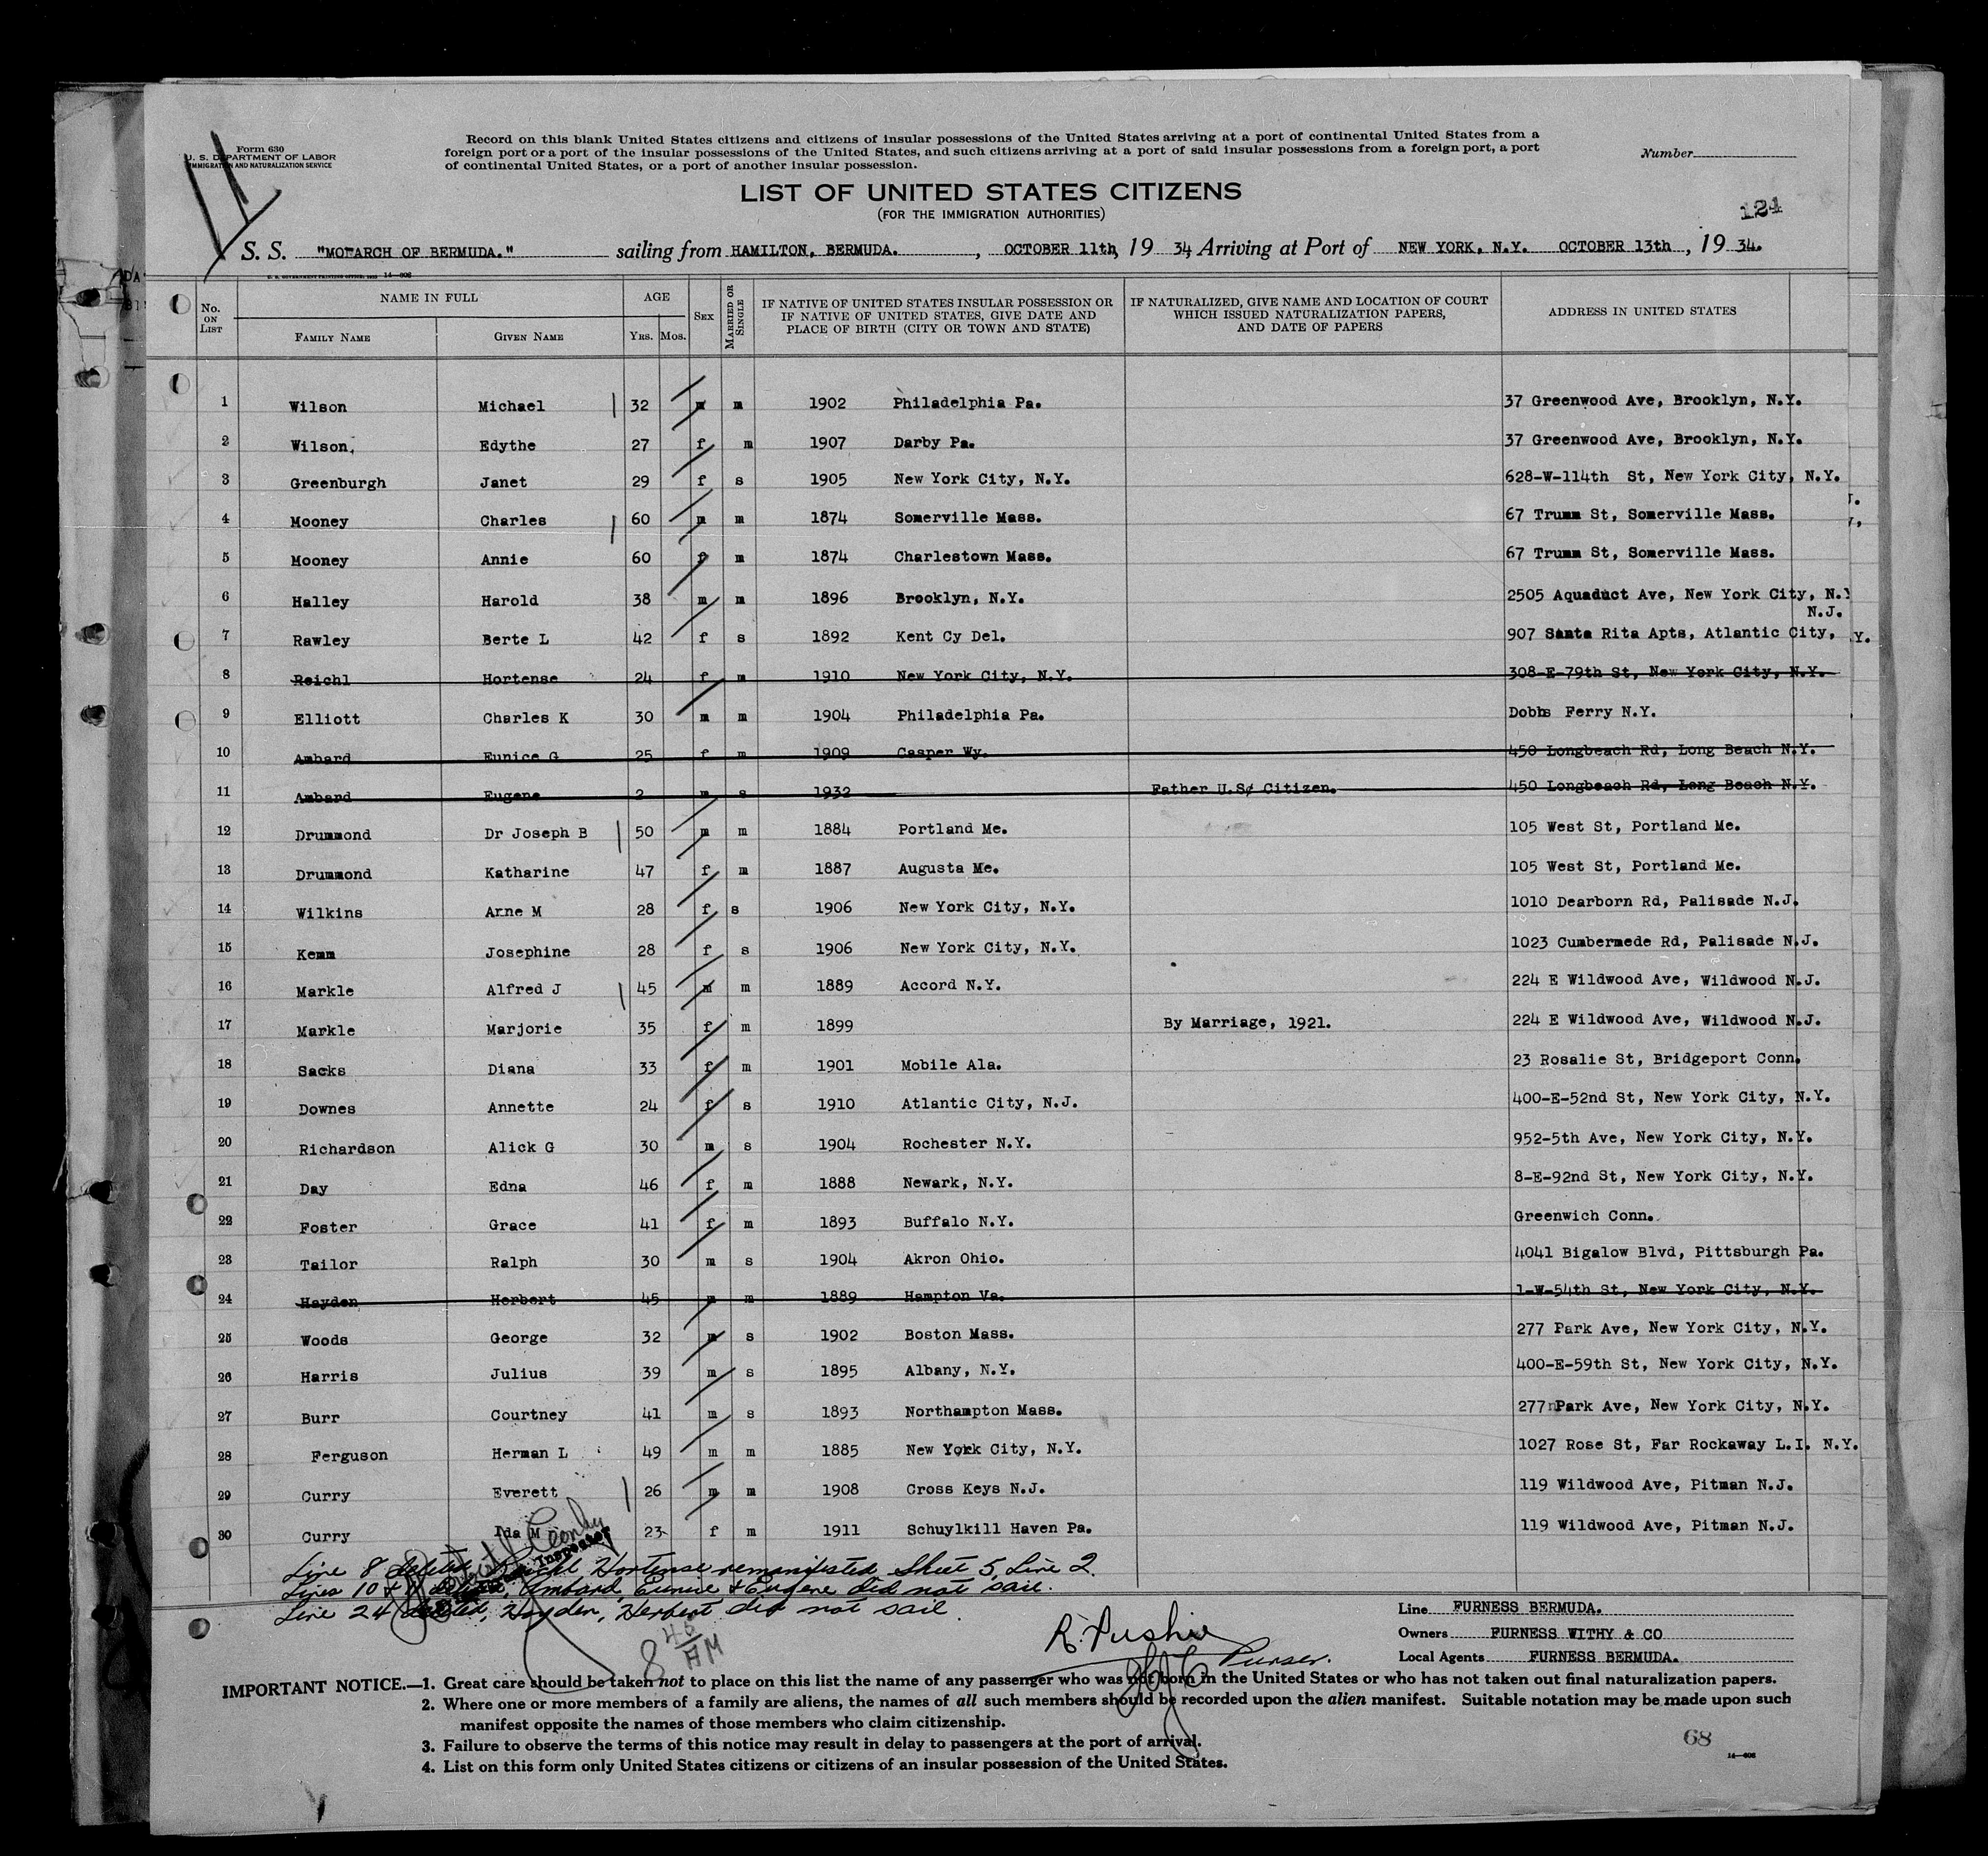 Form 630
U. S. DEPARTMENT OF LABOR
IMMIGRATION AND NATURALIZATION SERVICE
Record on this blank United States citizens and citizens of insular possessions of the United States arriving at a port of continental United States from a
foreign port or a port of the insular possessions of the United States, and such citizens arriving at a port of said insular possessions from a foreign port, a port
of continental United States, or a port of another insular possession.
Number
LIST OF UNITED STATES CITIZENS
(FOR THE IMMIGRATION AUTHORITIES)
124
S. S. "MONARCH OF BERMUDA." sailing from HAMILTON, BERMUDA. , OCTOBER 11th, 19 34, Arriving at Port of NEW YORK, N.Y. OCTOBER 13th, 19 34.
No. ON LIST NAME IN FULL FAMILY NAME GIVEN NAME AGE YRS. MOS. SEX MARRIED OR SINGLE IF NATIVE OF UNITED STATES INSULAR POSSESSION OR IF NATIVE OF UNITED STATES, GIVE DATE AND PLACE OF BIRTH (CITY OR TOWN AND STATE) IF NATURALIZED, GIVE NAME AND LOCATION OF COURT WHICH ISSUED NATURALIZATION PAPERS, AND DATE OF PAPERS ADDRESS IN UNITED STATES
1 Wilson Michael 32 m m 1902 Philadelphia Pa. 37 Greenwood Ave, Brooklyn, N.Y.
2 Wilson, Edythe 27 f m 1907 Darby Pa. 37 Greenwood Ave, Brooklyn, N.Y.
3 Greenburgh Janet 29 f s 1905 New York City, N.Y. 628-W-114th St, New York City, N.Y.
4 Mooney Charles 60 m m 1874 Somerville Mass. 67 Trumm St, Somerville Mass.
5 Mooney Annie 60 f m 1874 Charlestown Mass. 67 Trumm St, Somerville Mass.
6 Halley Harold 38 m m 1896 Brooklyn, N.Y. 2505 Aquaduct Ave, New York City, N.Y
7 Rawley Berte L 42 f s 1892 Kent Cy Del. 907 Santa Rita Apts, Atlantic City, N.J.
8 Reichl Hortense 24 f m 1910 New York City, N.Y. 308-E-79th St, New York City, N.Y.
9 Elliott Charles K 30 m m 1904 Philadelphia Pa. Dobbs Ferry N.Y.
10 Ambard Eunice G 25 f m 1909 Casper Wy. 450 Longbeach Rd, Long Beach N.Y.
11 Ambard Eugene 2 m s 1932 Father U.S. Citizen. 450 Longbeach Rd, Long Beach N.Y.
12 Drummond Dr Joseph B 50 m m 1884 Portland Me. 105 West St, Portland Me.
13 Drummond Katharine 47 f m 1887 Augusta Me. 105 West St, Portland Me.
14 Wilkins Anne M 28 f s 1906 New York City, N.Y. 1010 Dearborn Rd, Palisade N.J.
15 Kemm Josephine 28 f s 1906 New York City, N.Y. 1023 Cumbermede Rd, Palisade N.J.
16 Markle Alfred J 45 m m 1889 Accord N.Y. 224 E Wildwood Ave, Wildwood N.J.
17 Markle Marjorie 35 f m 1899 By Marriage, 1921. 224 E Wildwood Ave, Wildwood N.J.
18 Sacks Diana 33 f m 1901 Mobile Ala. 23 Rosalie St, Bridgeport Conn.
19 Downes Annette 24 f s 1910 Atlantic City, N.J. 400-E-52nd St, New York City, N.Y.
20 Richardson Alick G 30 m s 1904 Rochester N.Y. 952-5th Ave, New York City, N.Y.
21 Day Edna 46 f m 1888 Newark, N.Y. 8-E-92nd St, New York City, N.Y.
22 Foster Grace 41 f m 1893 Buffalo N.Y. Greenwich Conn.
23 Tailor Ralph 30 m s 1904 Akron Ohio. 4041 Bigalow Blvd, Pittsburgh Pa.
24 Hayden Herbert 45 m m 1889 Hampton Va. 1-W-54th St, New York City, N.Y.
25 Woods George 32 m s 1902 Boston Mass. 277 Park Ave, New York City, N.Y.
26 Harris Julius 39 m s 1895 Albany, N.Y. 400-E-59th St, New York City, N.Y.
27 Burr Courtney 41 m s 1893 Northampton Mass. 277 Park Ave, New York City, N.Y.
28 Ferguson Herman L 49 m m 1885 New York City, N.Y. 1027 Rose St, Far Rockaway L.I. N.Y.
29 Curry Everett 26 m m 1908 Cross Keys N.J. 119 Wildwood Ave, Pitman N.J.
30 Curry Ida M 23 f m 1911 Schuylkill Haven Pa. 119 Wildwood Ave, Pitman N.J.
Inspector
Line 8 deleted, Reichl Hortense remanifested Sheet 5, Line 2.
Lines 10 & 11 deleted, Ambard, Eunice & Eugene did not sail.
Line 24 deleted, Hayden, Herbert did not sail.
8 40 AM
Purser.
Line FURNESS BERMUDA.
Owners FURNESS WITHY & CO
Local Agents FURNESS BERMUDA.
IMPORTANT NOTICE.—1. Great care should be taken not to place on this list the name of any passenger who was not born in the United States or who has not taken out final naturalization papers.
2. Where one or more members of a family are aliens, the names of all such members should be recorded upon the alien manifest. Suitable notation may be made upon such
manifest opposite the names of those members who claim citizenship.
3. Failure to observe the terms of this notice may result in delay to passengers at the port of arrival.
4. List on this form only United States citizens or citizens of an insular possession of the United States.
68
14—608